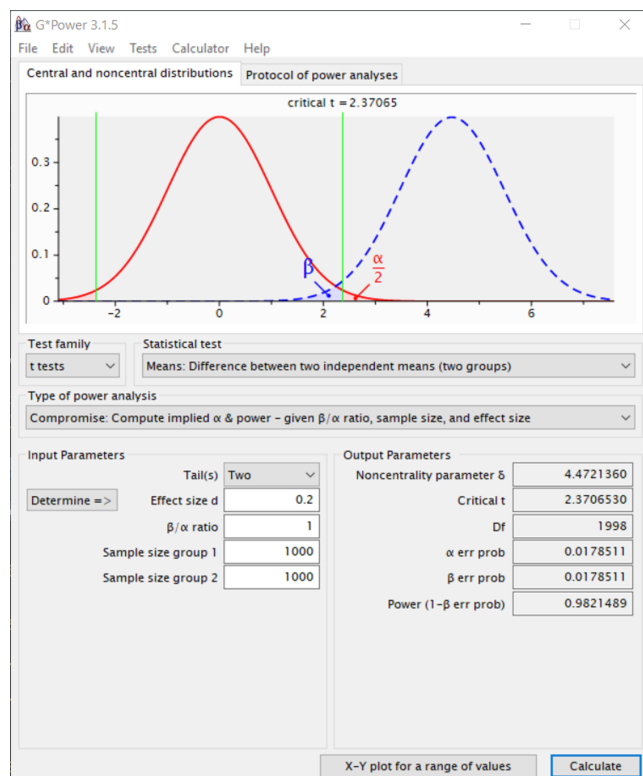 G*Power 3.1.5
File Edit View Tests Calculator Help
Central and noncentral distributions Protocol of power analyses
critical t = 2.37065
0.3
0.2
0.1
0
β
α
2
-2 0 2 4 6
Test family Statistical test
t tests Means: Difference between two independent means (two groups)
Type of power analysis
Compromise: Compute implied α & power – given β/α ratio, sample size, and effect size
Input Parameters Output Parameters
Tail(s) Two Noncentrality parameter δ 4.4721360
Determine => Effect size d 0.2 Critical t 2.3706530
β/α ratio 1 Df 1998
Sample size group 1 1000 α err prob 0.0178511
Sample size group 2 1000 β err prob 0.0178511
Power (1-β err prob) 0.9821489
X-Y plot for a range of values Calculate